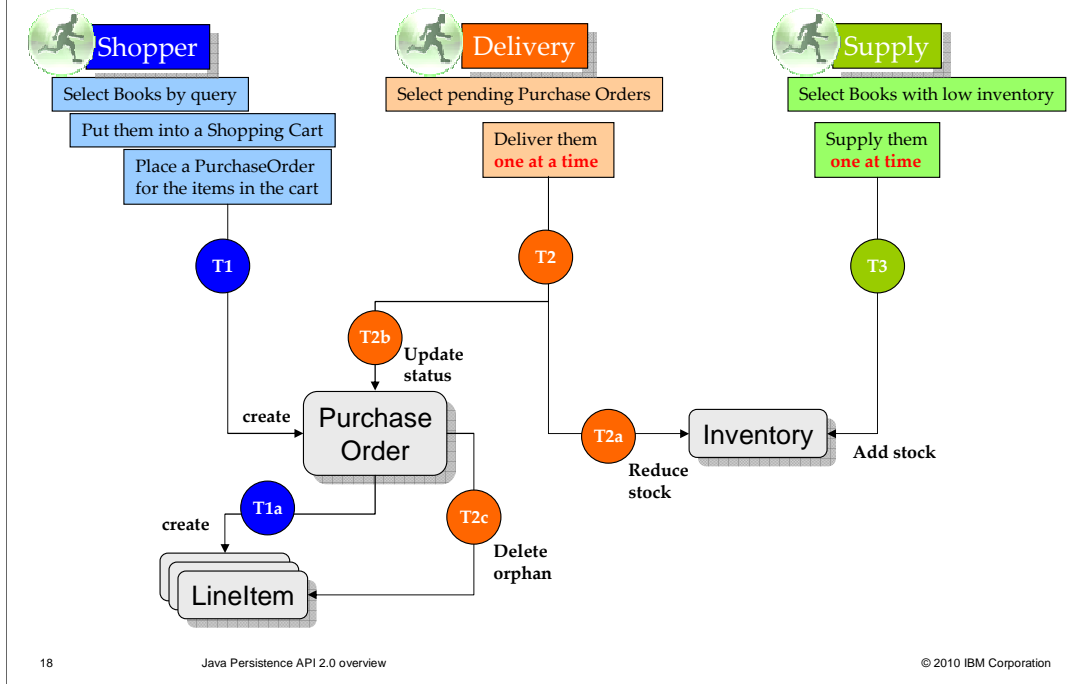 Shopper
Select Books by query
Put them into a Shopping Cart
Place a PurchaseOrder
for the items in the cart
Delivery
Select pending Purchase Orders
Deliver them
one at a time
Supply
Select Books with low inventory
Supply them
one at time
T1
T2
T3
T2b
Update
status
create
Purchase
Order
T2a
Reduce
stock
Inventory
Add stock
T1a
create
T2c
Delete
orphan
LineItem
18
Java Persistence API 2.0 overview
© 2010 IBM Corporation